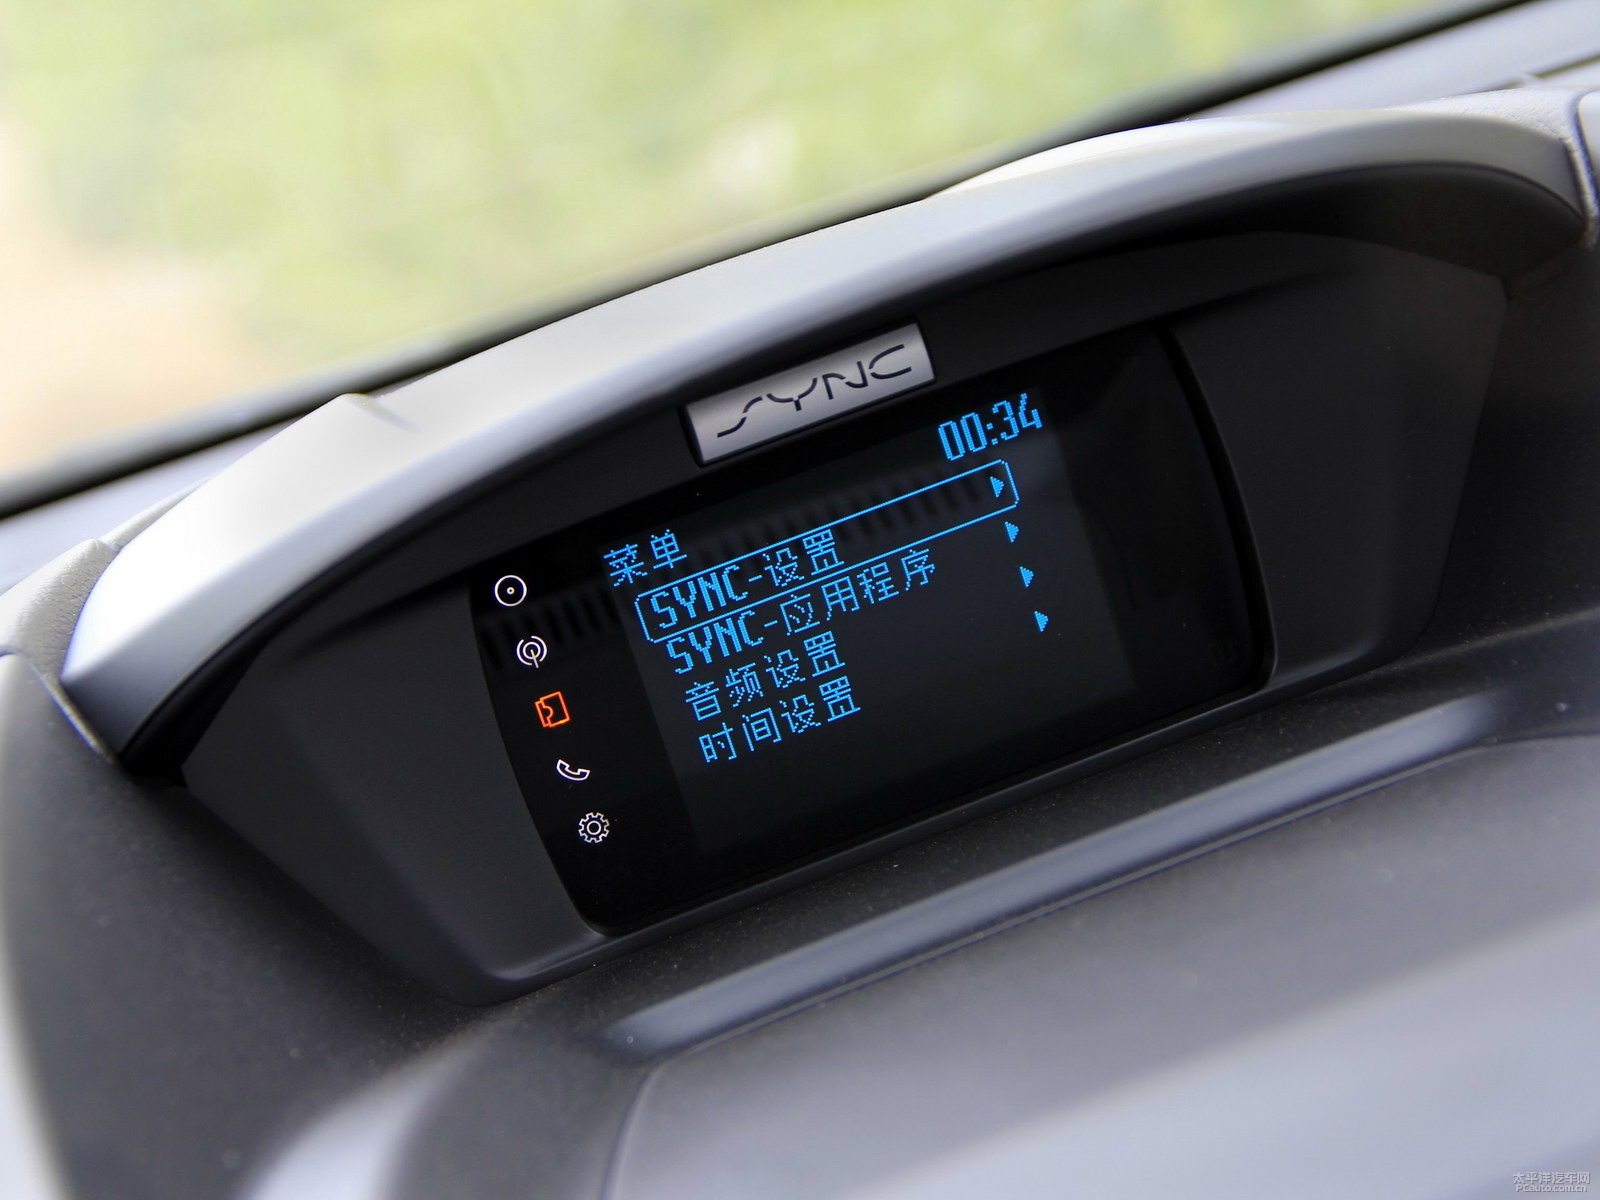 SYNC
00:34
菜单
SYNC-设置
SYNC-应用程序
音频设置
时间设置
太平洋汽车网
PCauto.com.cn